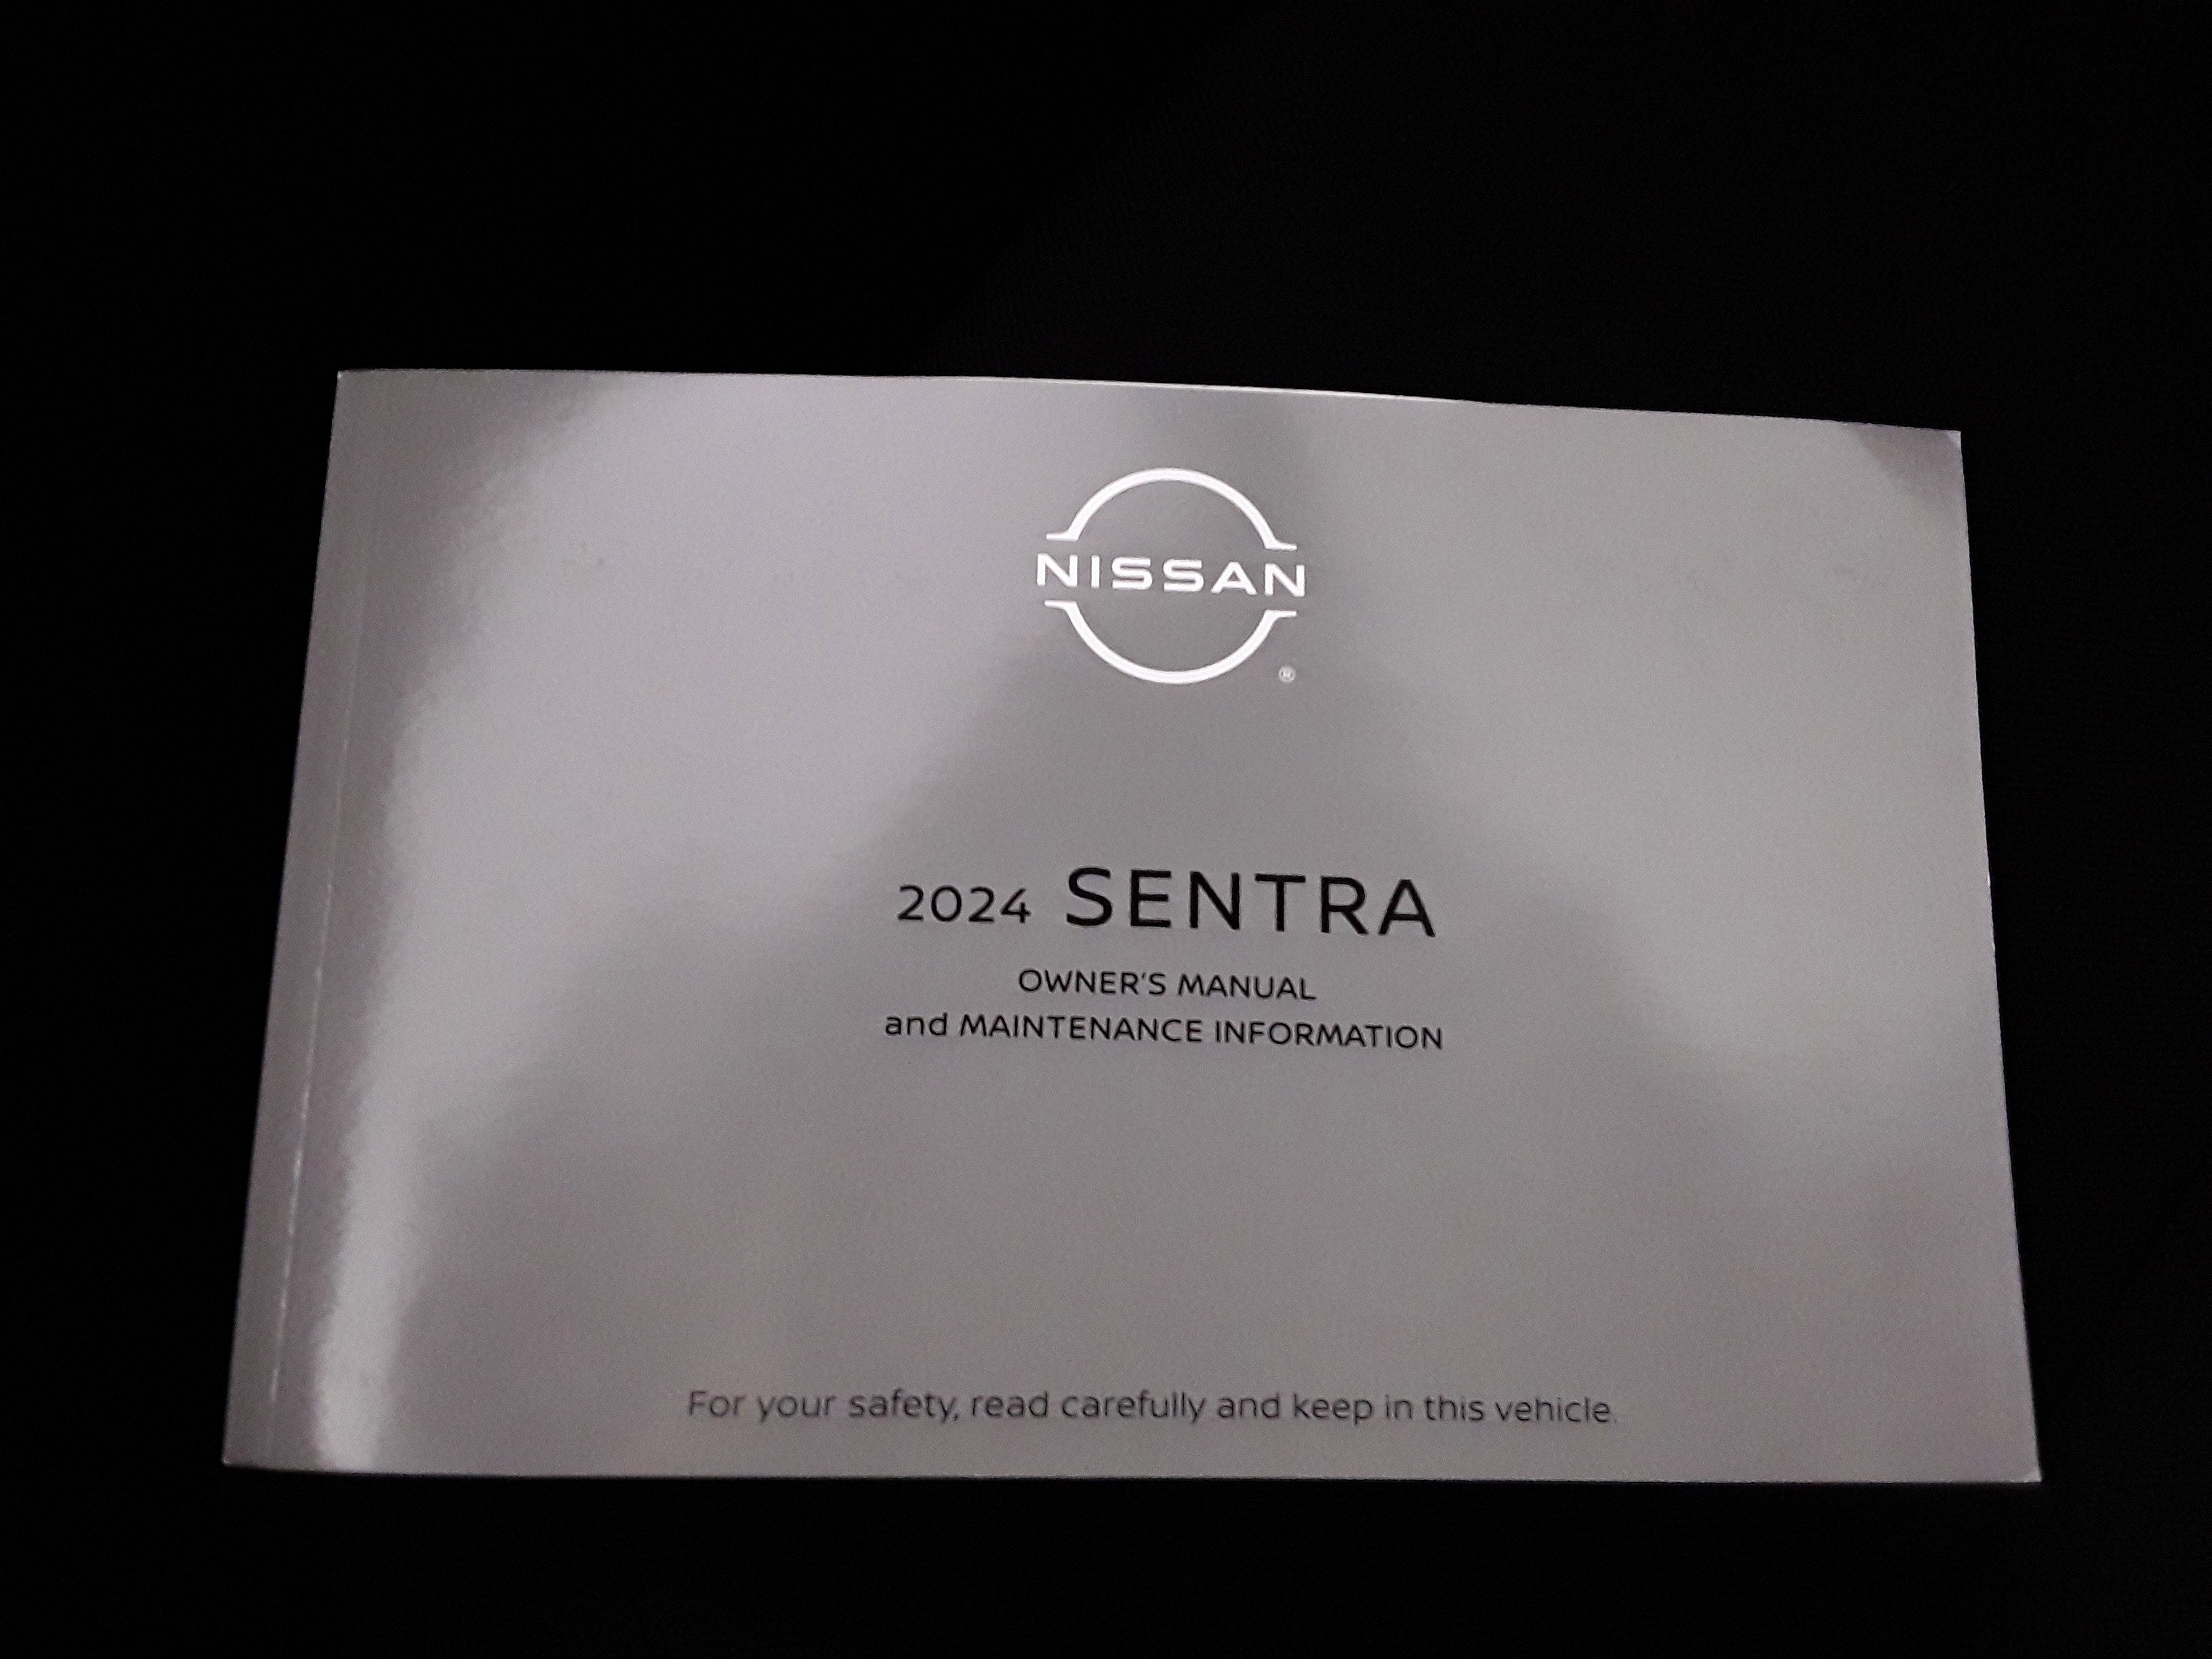 NISSAN
®
2024 SENTRA
OWNER'S MANUAL
and MAINTENANCE INFORMATION
For your safety, read carefully and keep in this vehicle.